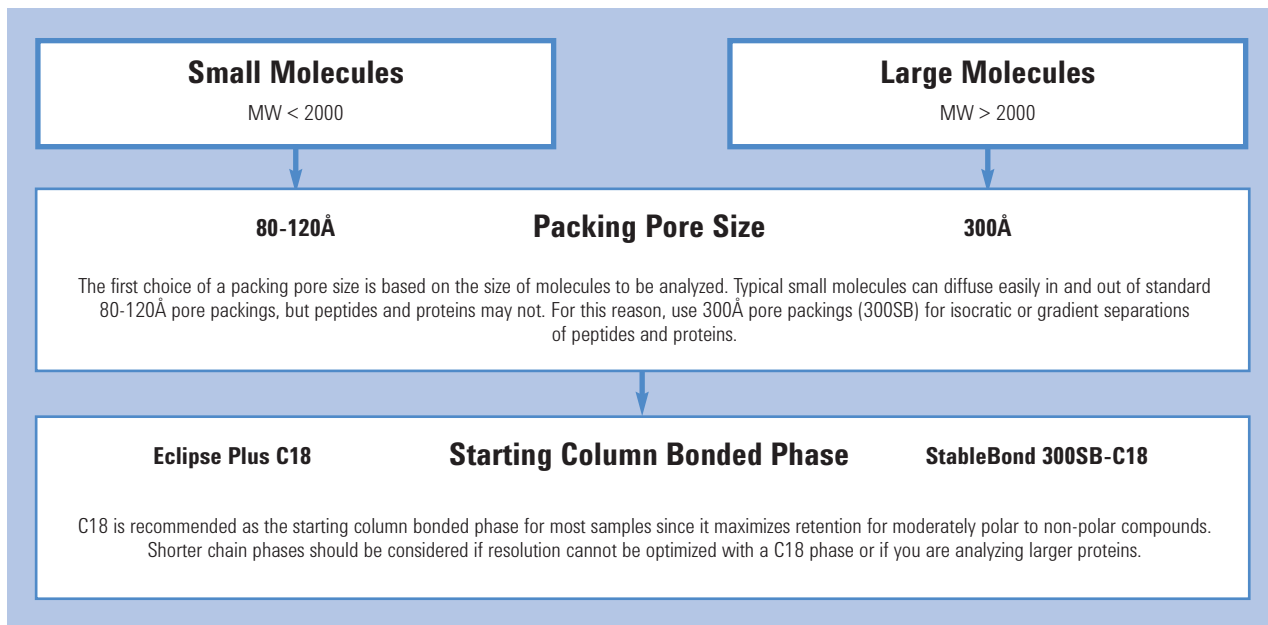 Small Molecules
MW < 2000
Large Molecules
MW > 2000
80-120Å
Packing Pore Size
300Å
The first choice of a packing pore size is based on the size of molecules to be analyzed. Typical small molecules can diffuse easily in and out of standard
80-120Å pore packings, but peptides and proteins may not. For this reason, use 300Å pore packings (300SB) for isocratic or gradient separations
of peptides and proteins.
Eclipse Plus C18
Starting Column Bonded Phase
StableBond 300SB-C18
C18 is recommended as the starting column bonded phase for most samples since it maximizes retention for moderately polar to non-polar compounds.
Shorter chain phases should be considered if resolution cannot be optimized with a C18 phase or if you are analyzing larger proteins.